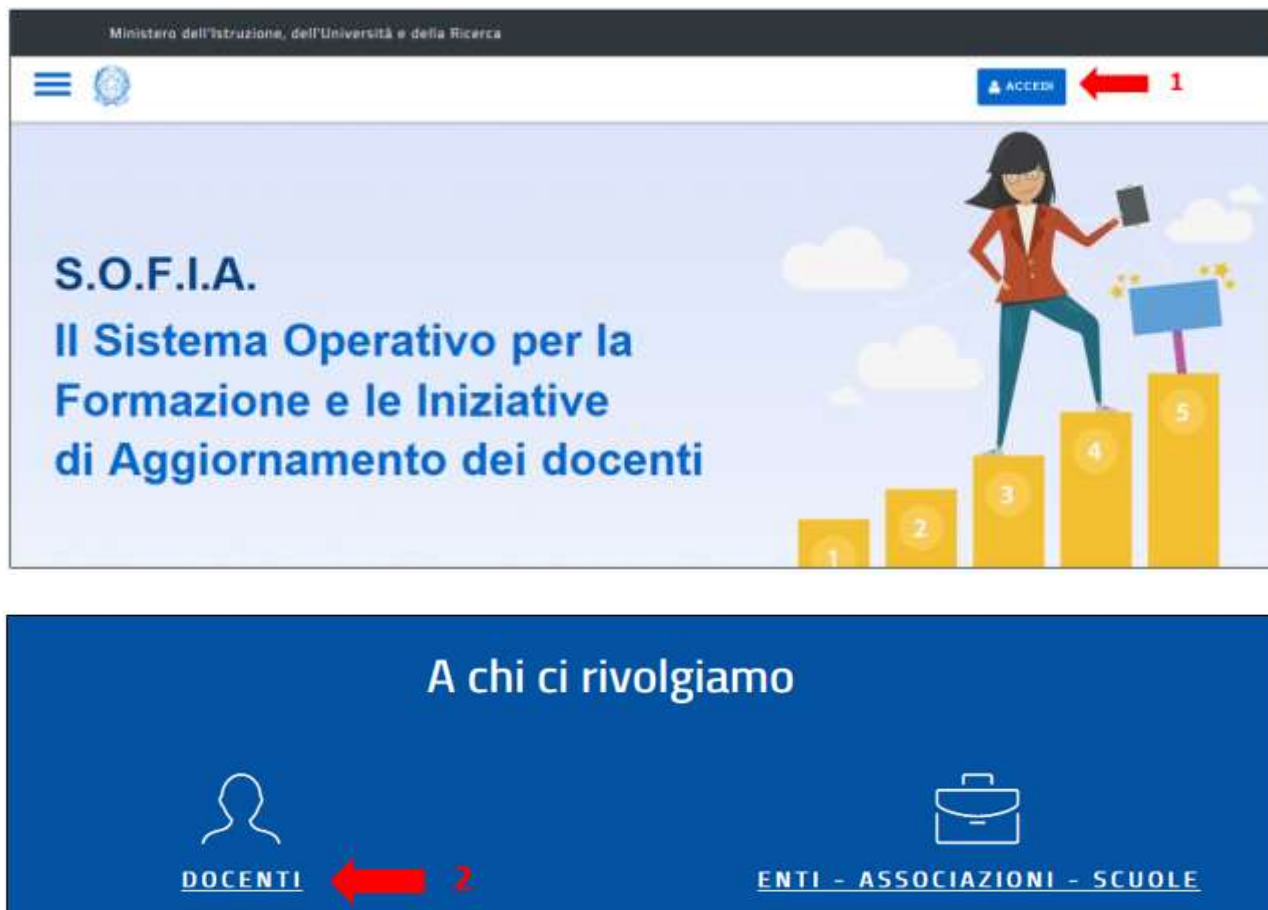 Ministero dell'Istruzione, dell'Università e della Ricerca
ACCEDI
1
S.O.F.I.A.
Il Sistema Operativo per la
Formazione e le Iniziative
di Aggiornamento dei docenti
1
2
3
4
5
A chi ci rivolgiamo
DOCENTI
2
ENTI - ASSOCIAZIONI - SCUOLE